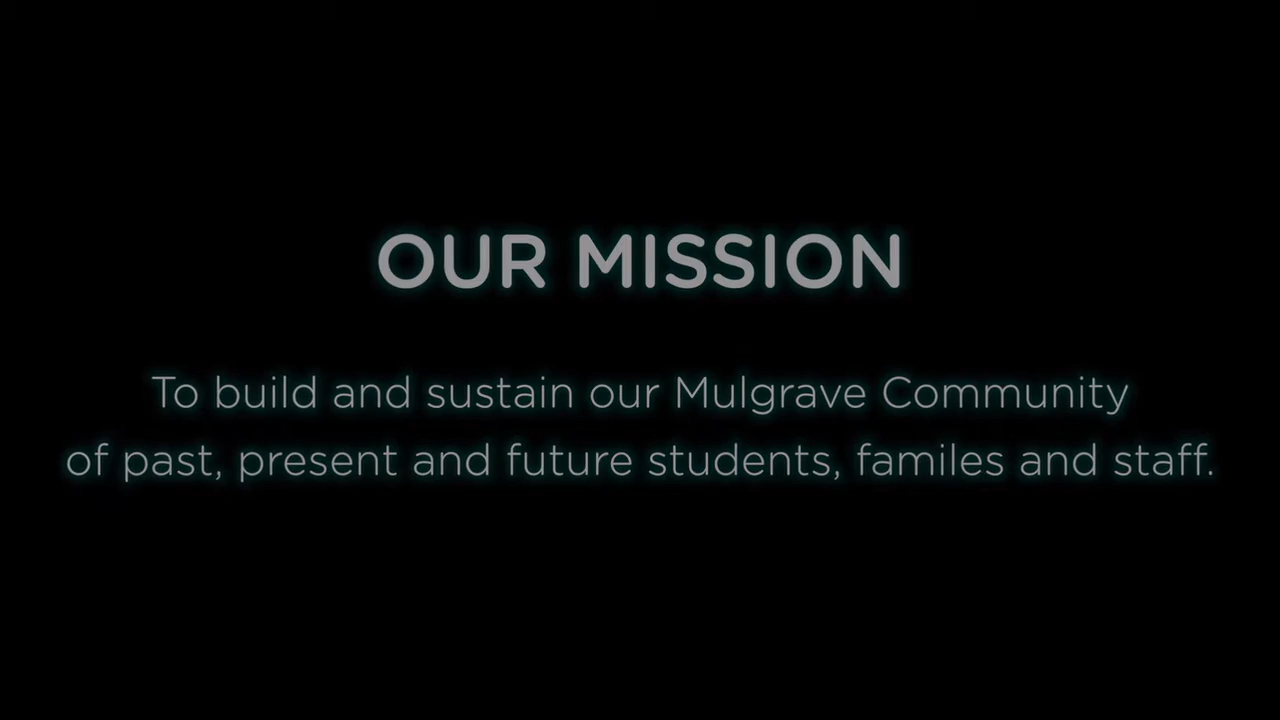 OUR MISSION
To build and sustain our Mulgrave Community
of past, present and future students, familes and staff.